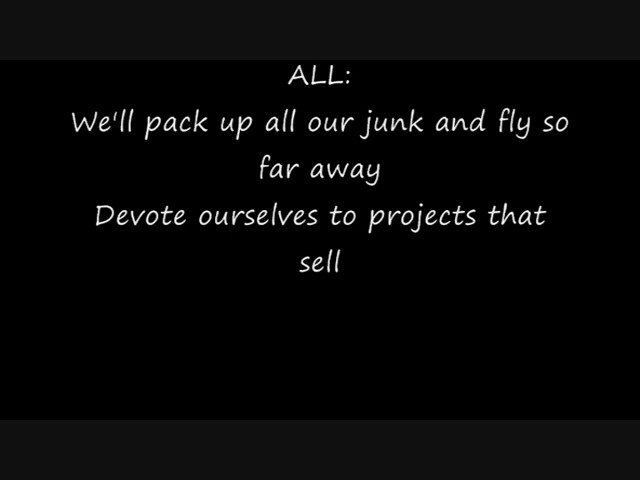 ALL:
We'll pack up all our junk and fly so
far away
Devote ourselves to projects that
sell